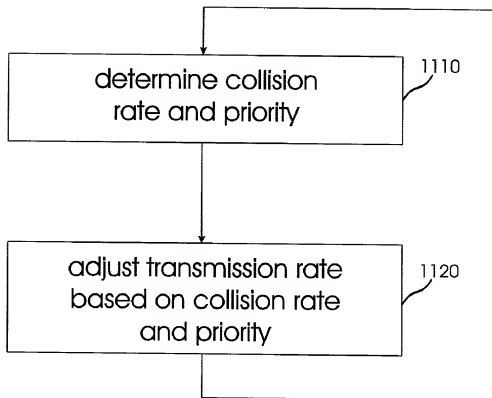 determine collision
rate and priority
1110
adjust transmission rate
based on collision rate
and priority
1120